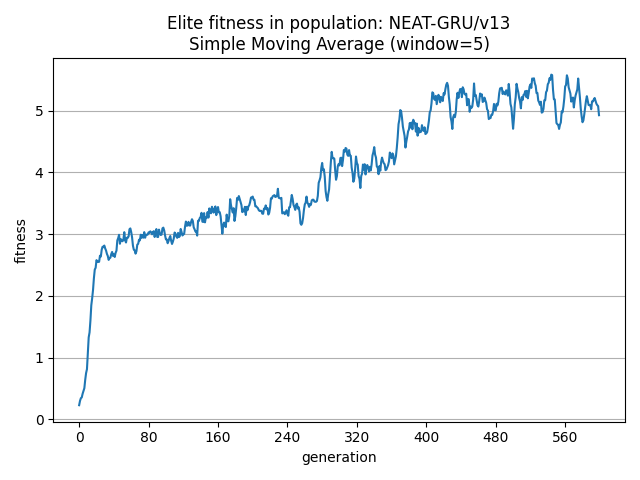 Elite fitness in population: NEAT-GRU/v13
Simple Moving Average (window=5)
fitness
5
4
3
2
1
0
0 80 160 240 320 400 480 560
generation